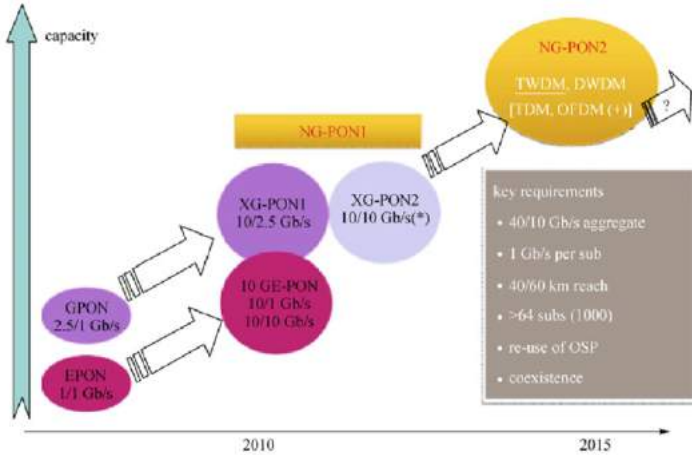 capacity
NG-PON2
TWDM, DWDM
[TDM, OFDM (+)]
?
NG-PON1
XG-PON1
10/2.5 Gb/s
XG-PON2
10/10 Gb/s(*)
key requirements
• 40/10 Gb/s aggregate
• 1 Gb/s per sub
• 40/60 km reach
• >64 subs (1000)
• re-use of OSP
• coexistence
10 GE-PON
10/1 Gb/s
10/10 Gb/s
GPON
2.5/1 Gb/s
EPON
1/1 Gb/s
2010
2015